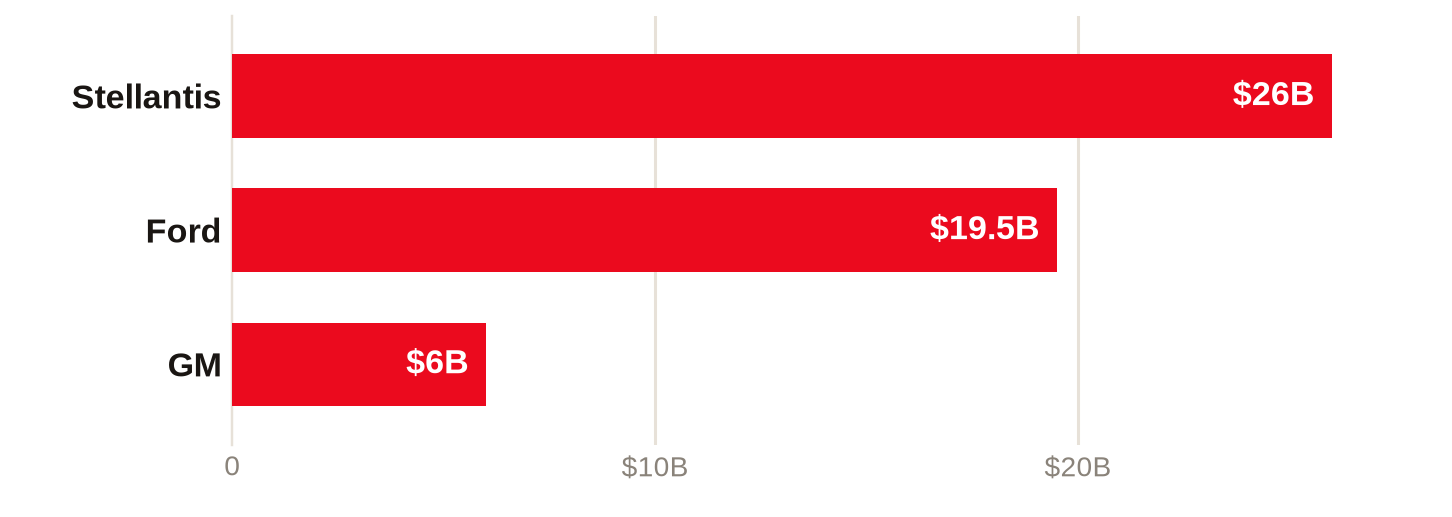 Stellantis $26B
Ford $19.5B
GM $6B
0 $10B $20B